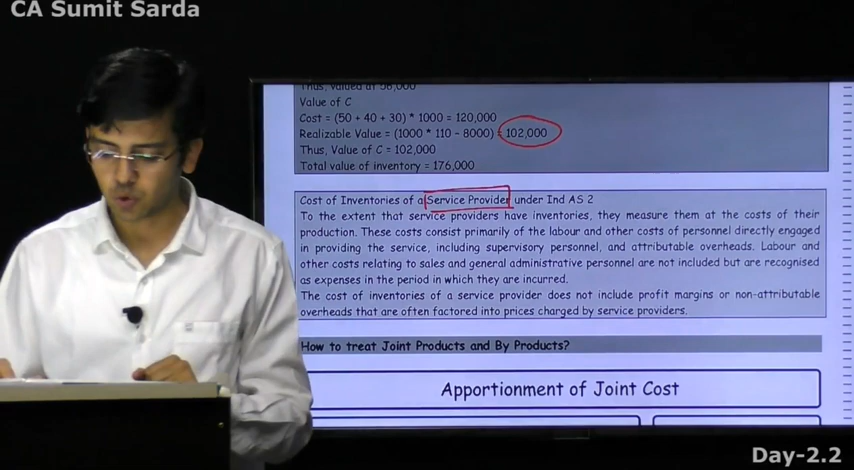 CA Sumit Sarda
Thus, valued at 56,000
Value of C
Cost = (50 + 40 + 30) * 1000 = 120,000
Realizable Value = (1000 * 110 – 8000) = 102,000
Thus, Value of C = 102,000
Total value of inventory = 176,000
Cost of Inventories of a Service Provider under Ind AS 2
To the extent that service providers have inventories, they measure them at the costs of their
production. These costs consist primarily of the labour and other costs of personnel directly engaged
in providing the service, including supervisory personnel, and attributable overheads. Labour and
other costs relating to sales and general administrative personnel are not included but are recognised
as expenses in the period in which they are incurred.
The cost of inventories of a service provider does not include profit margins or non-attributable
overheads that are often factored into prices charged by service providers.
How to treat Joint Products and By Products?
Apportionment of Joint Cost
Day-2.2